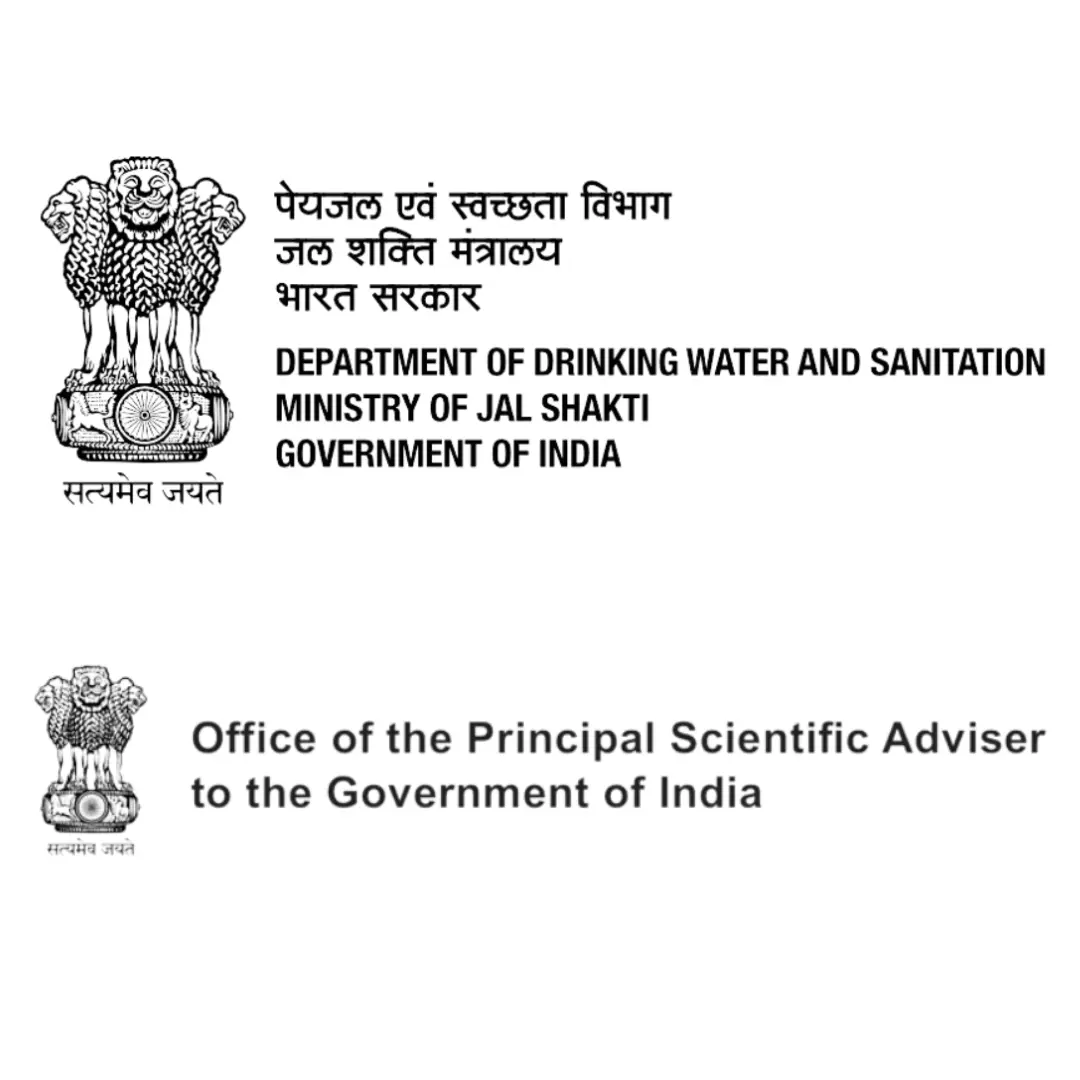 पेयजल एवं स्वच्छता विभाग
जल शक्ति मंत्रालय
भारत सरकार
DEPARTMENT OF DRINKING WATER AND SANITATION
MINISTRY OF JAL SHAKTI
GOVERNMENT OF INDIA
सत्यमेव जयते
Office of the Principal Scientific Adviser
to the Government of India
सत्यमेव जयते